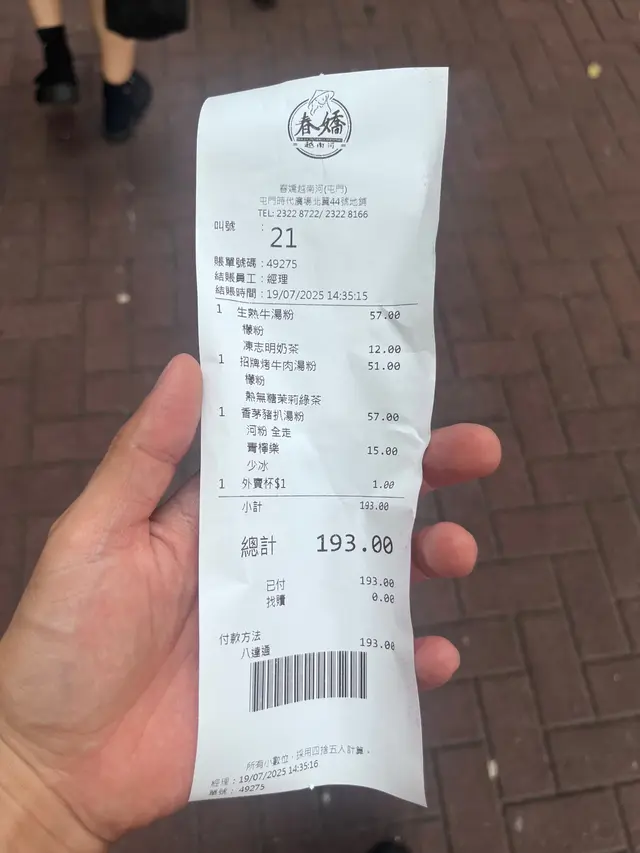 春嬌
越南河
春嬌越南河(屯門)
屯門時代廣場北翼44號地鋪
TEL: 2322 8722/ 2322 8166
叫號 : 21
賬單號碼 : 49275
結賬員工 : 經理
結賬時間 : 19/07/2025 14:35:15
1 生熟牛湯粉 57.00
檬粉
凍志明奶茶 12.00
1 招牌烤牛肉湯粉 51.00
檬粉
熱無糖茉莉綠茶
1 香茅豬扒湯粉 57.00
河粉 全走
青檸樂 15.00
少冰
1 外賣杯$1 1.00
小計 193.00
總計 193.00
已付 193.00
找贖 0.00
付款方法
八達通 193.00
所有小數位，採用四捨五入計算。
經理 : 19/07/2025 14:35:16
單號 : 49275